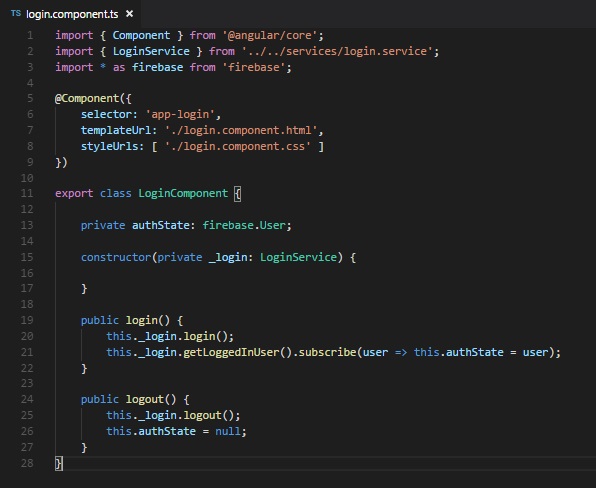 TS login.component.ts ×
1 import { Component } from '@angular/core';
2 import { LoginService } from '../../services/login.service';
3 import * as firebase from 'firebase';
4
5 @Component({
6     selector: 'app-login',
7     templateUrl: './login.component.html',
8     styleUrls: [ './login.component.css' ]
9 })
10
11 export class LoginComponent {
12
13     private authState: firebase.User;
14
15     constructor(private _login: LoginService) {
16
17     }
18
19     public login() {
20         this._login.login();
21         this._login.getLoggedInUser().subscribe(user => this.authState = user);
22     }
23
24     public logout() {
25         this._login.logout();
26         this.authState = null;
27     }
28 }